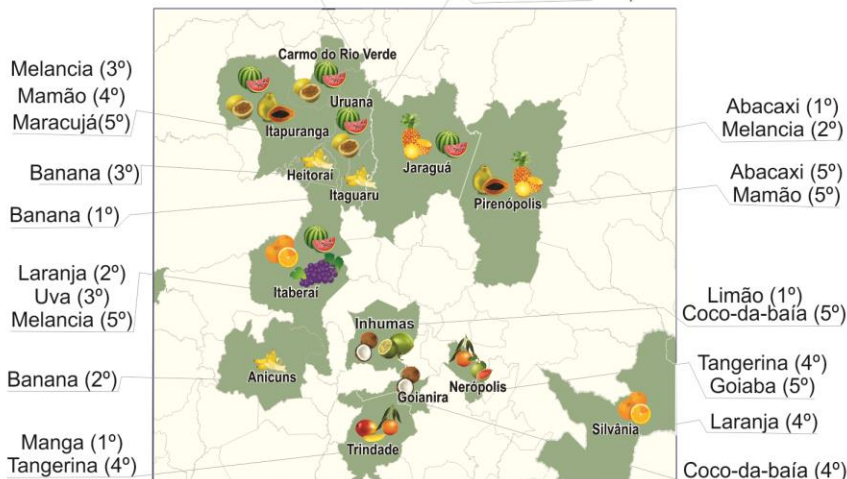 Melancia (3º)
Mamão (4º)
Maracujá(5º)
Banana (3º)
Banana (1º)
Laranja (2º)
Uva (3º)
Melancia (5º)
Banana (2º)
Manga (1º)
Tangerina (4º)
Carmo do Rio Verde
Uruana
Itapuranga
Heitoraí
Itaguaru
Jaraguá
Pirenópolis
Itaberaí
Inhumas
Anicuns
Goianira
Nerópolis
Trindade
Silvânia
Abacaxi (1º)
Melancia (2º)
Abacaxi (5º)
Mamão (5º)
Limão (1º)
Coco-da-baía (5º)
Tangerina (4º)
Goiaba (5º)
Laranja (4º)
Coco-da-baía (4º)